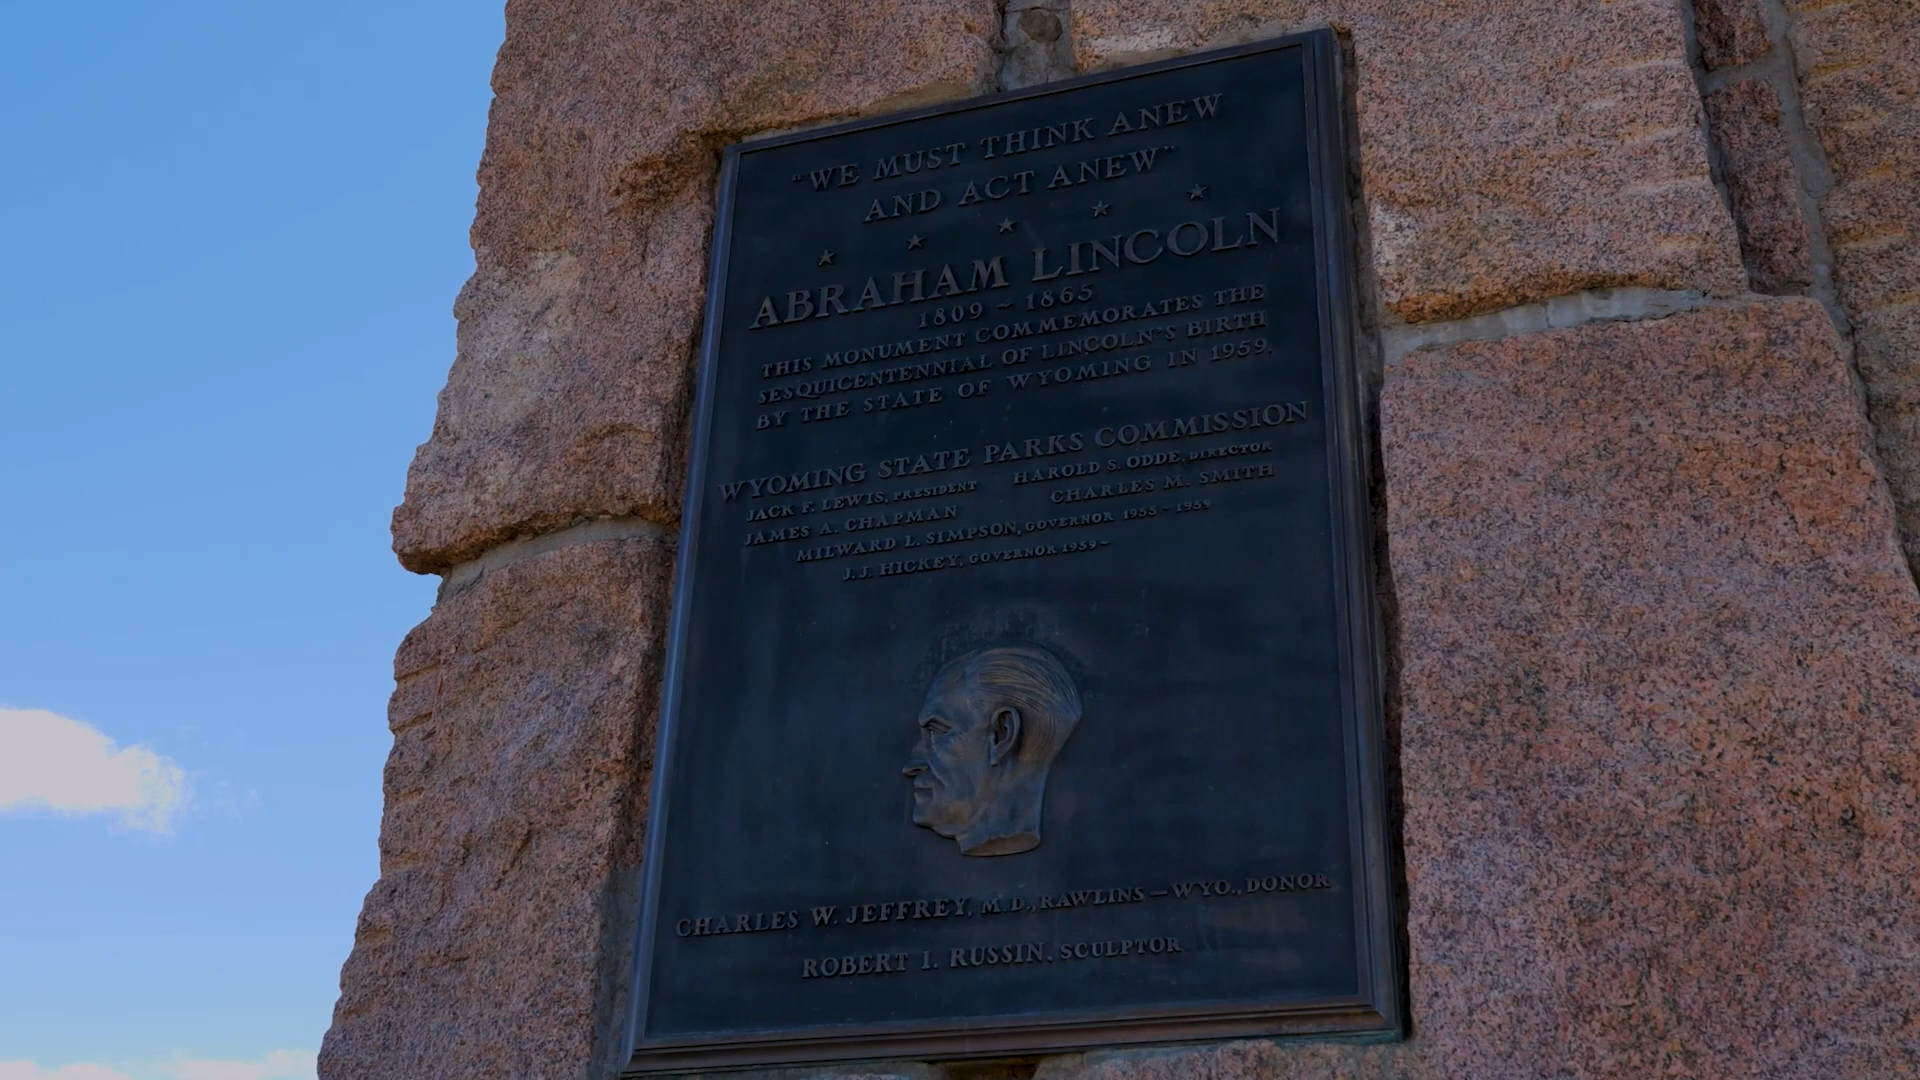 "WE MUST THINK ANEW
AND ACT ANEW"
ABRAHAM LINCOLN
1809 ~ 1865
THIS MONUMENT COMMEMORATES THE
SESQUICENTENNIAL OF LINCOLN'S BIRTH
BY THE STATE OF WYOMING IN 1959.
WYOMING STATE PARKS COMMISSION
JACK F. LEWIS, PRESIDENT HAROLD S. ODDE, DIRECTOR
JAMES A. CHAPMAN CHARLES M. SMITH
MILWARD L. SIMPSON, GOVERNOR 1955 - 1959
J. J. HICKEY, GOVERNOR 1959 -
CHARLES W. JEFFREY, M.D., RAWLINS — WYO., DONOR
ROBERT I. RUSSIN, SCULPTOR